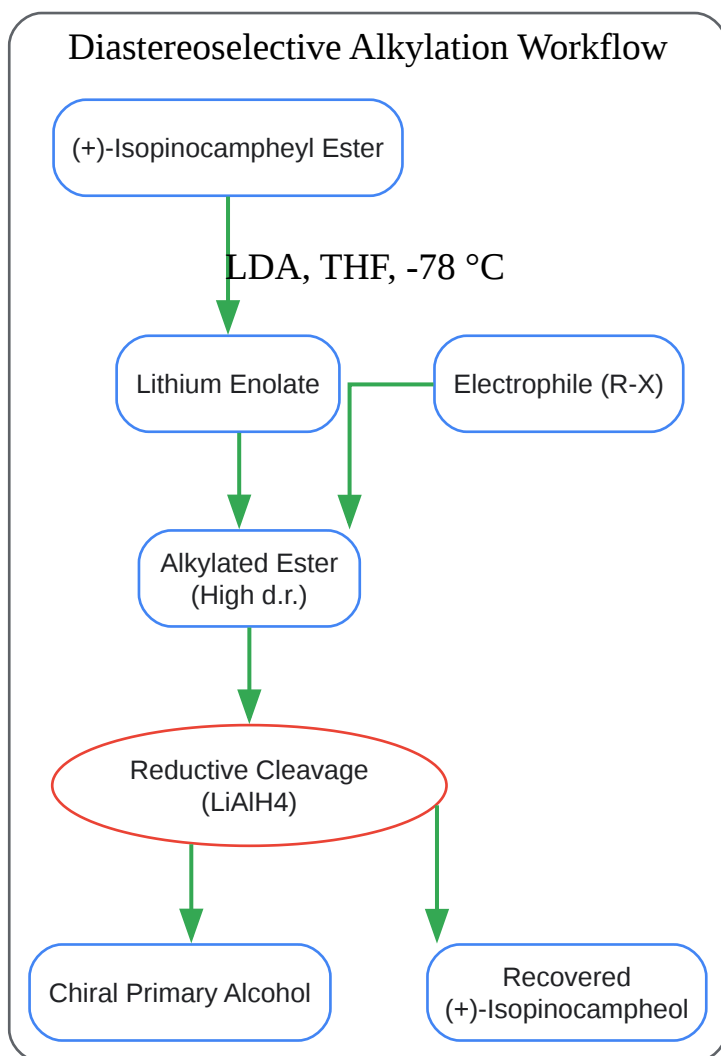 Diastereoselective Alkylation Workflow
(+)-Isopinocampheyl Ester
LDA, THF, -78 °C
Lithium Enolate
Electrophile (R-X)
Alkylated Ester
(High d.r.)
Reductive Cleavage
(LiAlH4)
Chiral Primary Alcohol
Recovered
(+)-Isopinocampheol